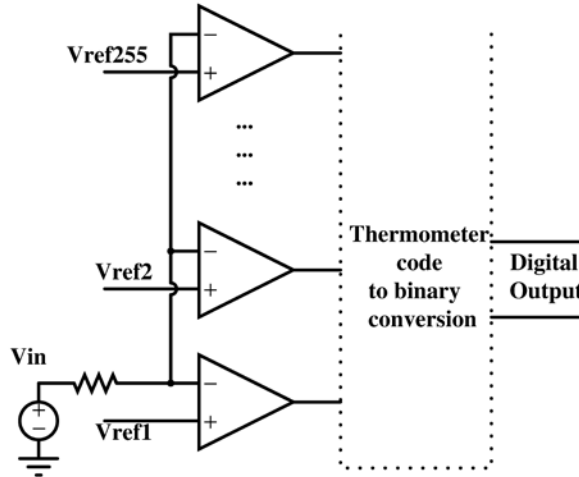 Vref255
...
...
...
Vref2
Vin
Vref1
Thermometer
code
to binary
conversion
Digital
Output
− +
− +
− +
+ −